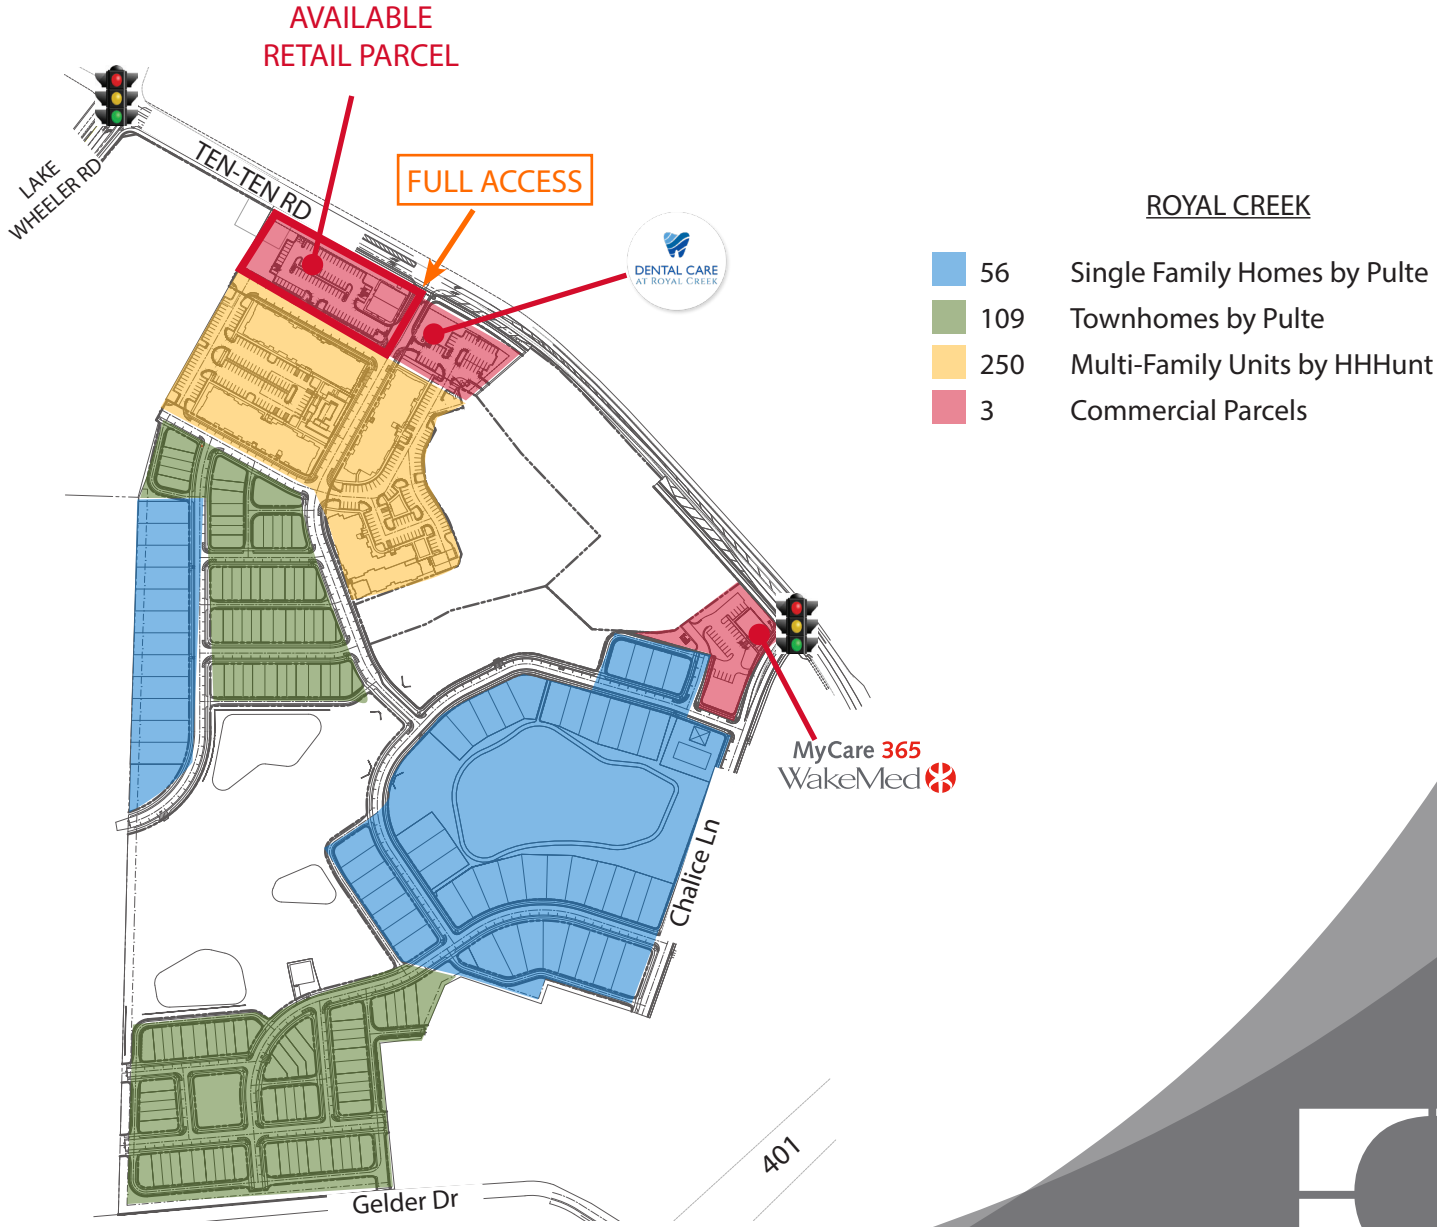 AVAILABLE
RETAIL PARCEL
LAKE
WHEELER RD
TEN-TEN RD
FULL ACCESS
DENTAL CARE
AT ROYAL CREEK
ROYAL CREEK
56 Single Family Homes by Pulte
109 Townhomes by Pulte
250 Multi-Family Units by HHHunt
3 Commercial Parcels
MyCare 365
WakeMed
Chalice Ln
401
Gelder Dr